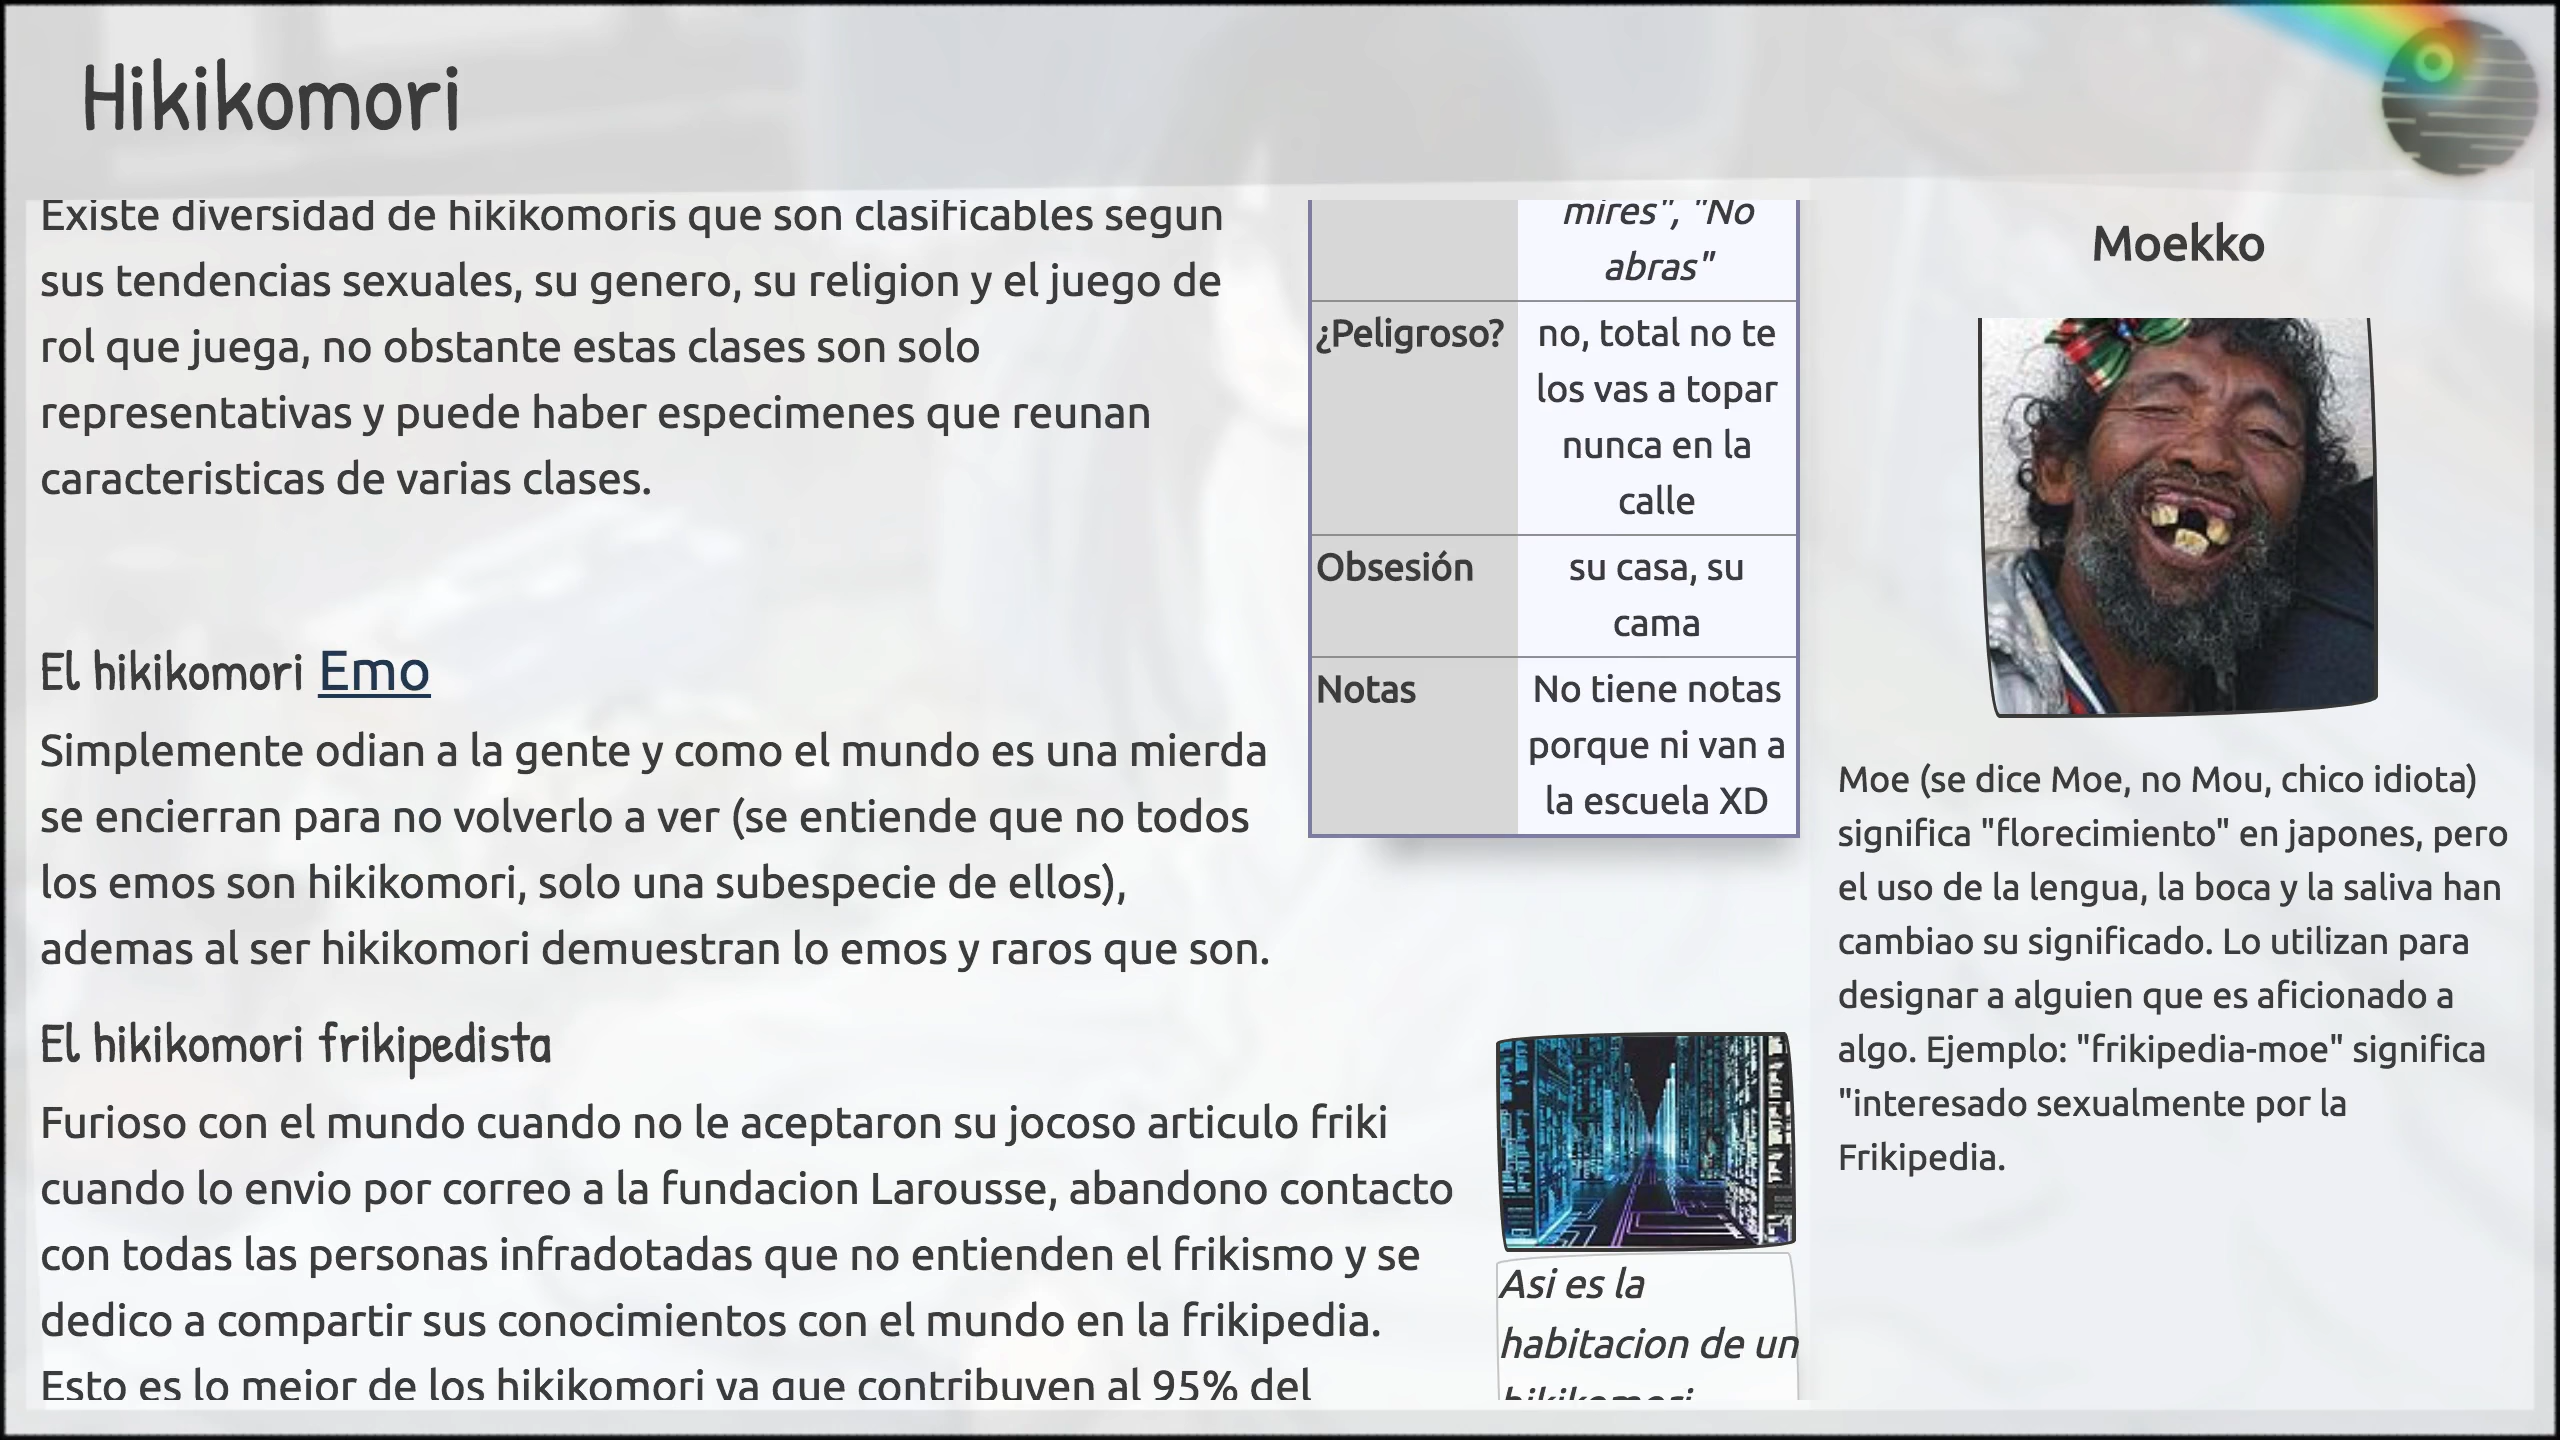 Hikikomori
Existe diversidad de hikikomoris que son clasificables segun
sus tendencias sexuales, su genero, su religion y el juego de
rol que juega, no obstante estas clases son solo
representativas y puede haber especimenes que reunan
caracteristicas de varias clases.
El hikikomori Emo
Simplemente odian a la gente y como el mundo es una mierda
se encierran para no volverlo a ver (se entiende que no todos
los emos son hikikomori, solo una subespecie de ellos),
ademas al ser hikikomori demuestran lo emos y raros que son.
El hikikomori frikipedista
Furioso con el mundo cuando no le aceptaron su jocoso articulo friki
cuando lo envio por correo a la fundacion Larousse, abandono contacto
con todas las personas infradotadas que no entienden el frikismo y se
dedico a compartir sus conocimientos con el mundo en la frikipedia.
Esto es lo mejor de los hikikomori ya que contribuyen al 95% del
mires", "No
abras"
¿Peligroso?
no, total no te
los vas a topar
nunca en la
calle
Obsesión
su casa, su
cama
Notas
No tiene notas
porque ni van a
la escuela XD
Asi es la
habitacion de un
hikikomori
Moekko
Moe (se dice Moe, no Mou, chico idiota)
significa "florecimiento" en japones, pero
el uso de la lengua, la boca y la saliva han
cambiao su significado. Lo utilizan para
designar a alguien que es aficionado a
algo. Ejemplo: "frikipedia-moe" significa
"interesado sexualmente por la
Frikipedia.